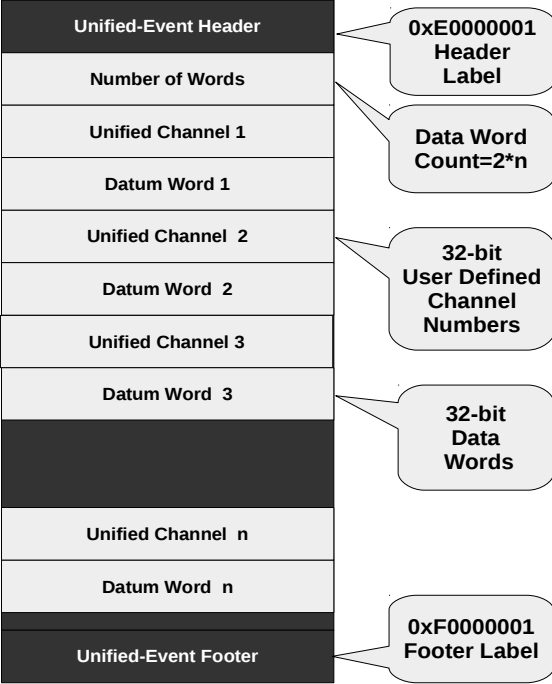 Unified-Event Header
0xE0000001
Header
Label
Number of Words
Data Word
Count=2*n
Unified Channel 1
Datum Word 1
Unified Channel 2
32-bit
User Defined
Channel
Numbers
Datum Word 2
Unified Channel 3
Datum Word 3
32-bit
Data
Words
Unified Channel n
Datum Word n
Unified-Event Footer
0xF0000001
Footer Label